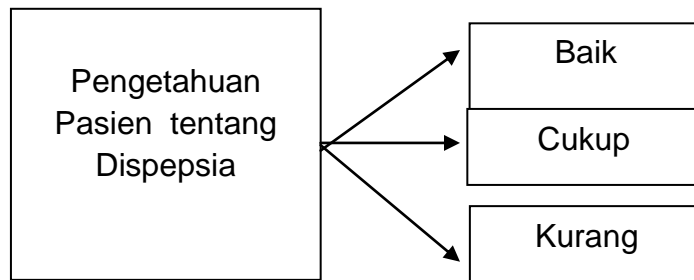 Pengetahuan
Pasien tentang
Dispepsia
Baik
Cukup
Kurang